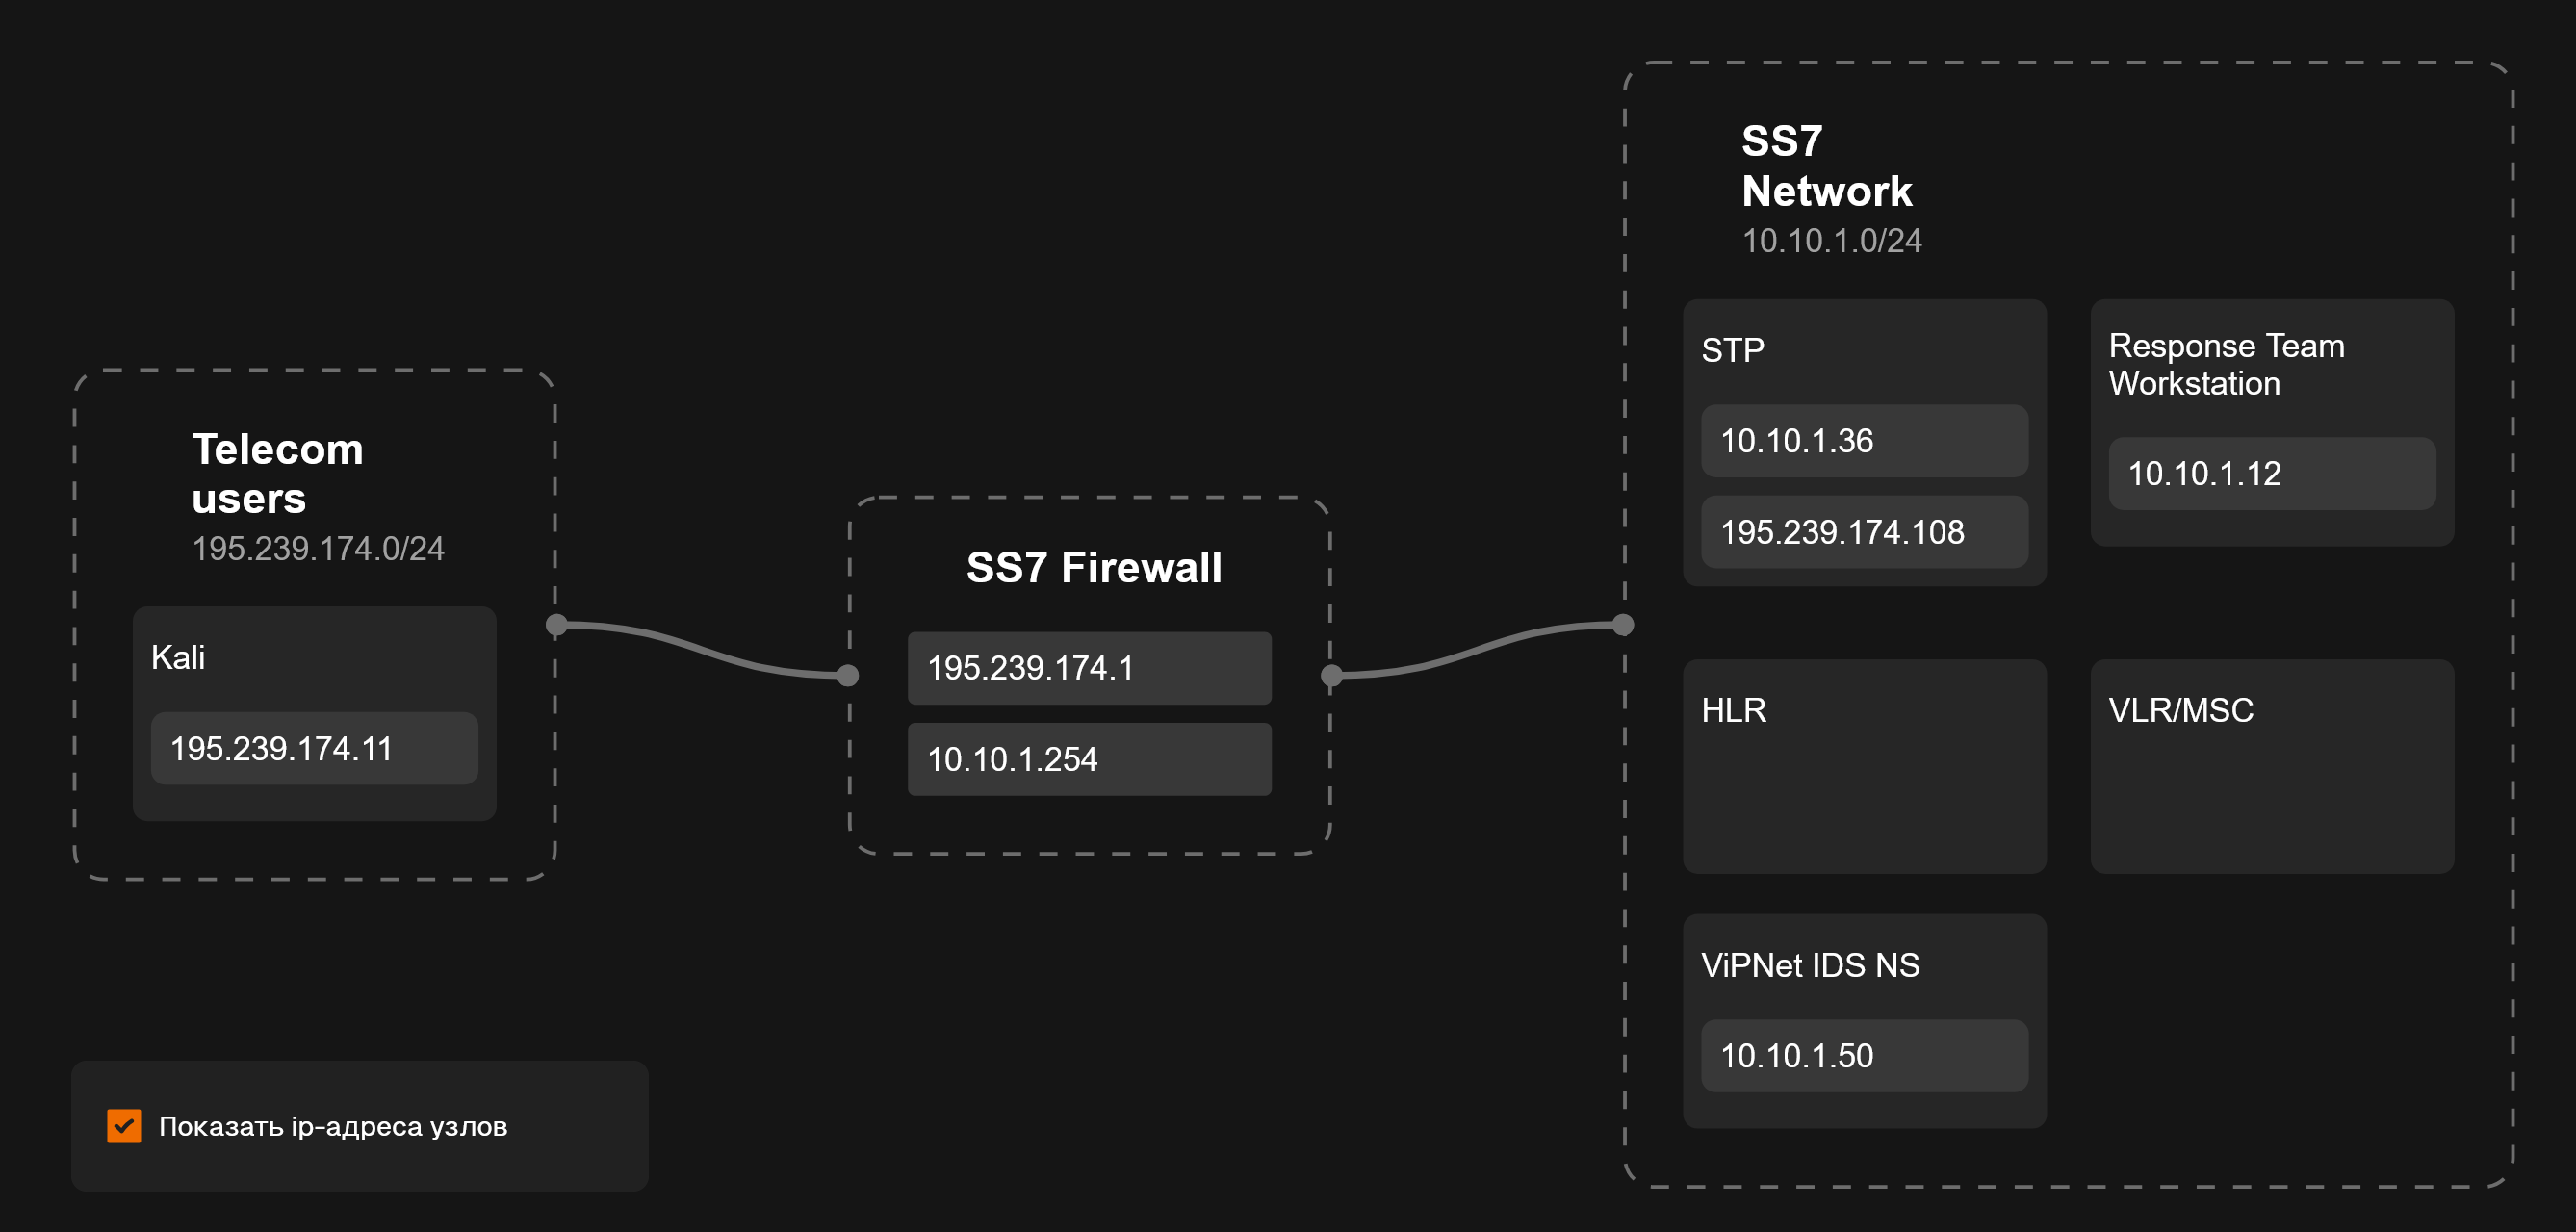 Telecom
users
195.239.174.0/24
Kali
195.239.174.11
SS7 Firewall
195.239.174.1
10.10.1.254
SS7
Network
10.10.1.0/24
STP
10.10.1.36
195.239.174.108
Response Team
Workstation
10.10.1.12
HLR
VLR/MSC
ViPNet IDS NS
10.10.1.50
Показать ip-адреса узлов